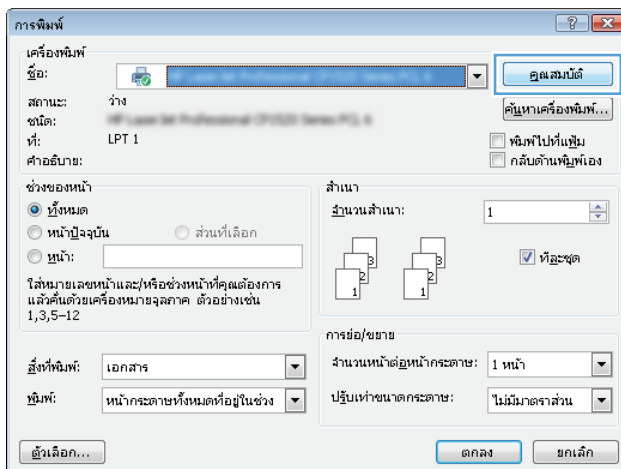 การพิมพ์
เครื่องพิมพ์
ชื่อ:
คุณสมบัติ
สถานะ: ว่าง
ค้นหาเครื่องพิมพ์...
ชนิด:
ที่: LPT 1
พิมพ์ไปที่แฟ้ม
คำอธิบาย:
กลับด้านพิมพ์เอง
ช่วงของหน้า
ทั้งหมด
หน้าปัจจุบัน ส่วนที่เลือก
หน้า:
ใส่หมายเลขหน้าและ/หรือช่วงหน้าที่คุณต้องการ
แล้วคั่นด้วยเครื่องหมายจุลภาค ตัวอย่างเช่น
1,3,5–12
สำเนา
จำนวนสำเนา: 1
3 3
2 2
1 1
ทีละชุด
สิ่งที่พิมพ์: เอกสาร
พิมพ์: หน้ากระดาษทั้งหมดที่อยู่ในช่วง
การย่อ/ขยาย
จำนวนหน้าต่อหน้ากระดาษ: 1 หน้า
ปรับเท่าขนาดกระดาษ: ไม่มีมาตราส่วน
ตัวเลือก... ตกลง ยกเลิก